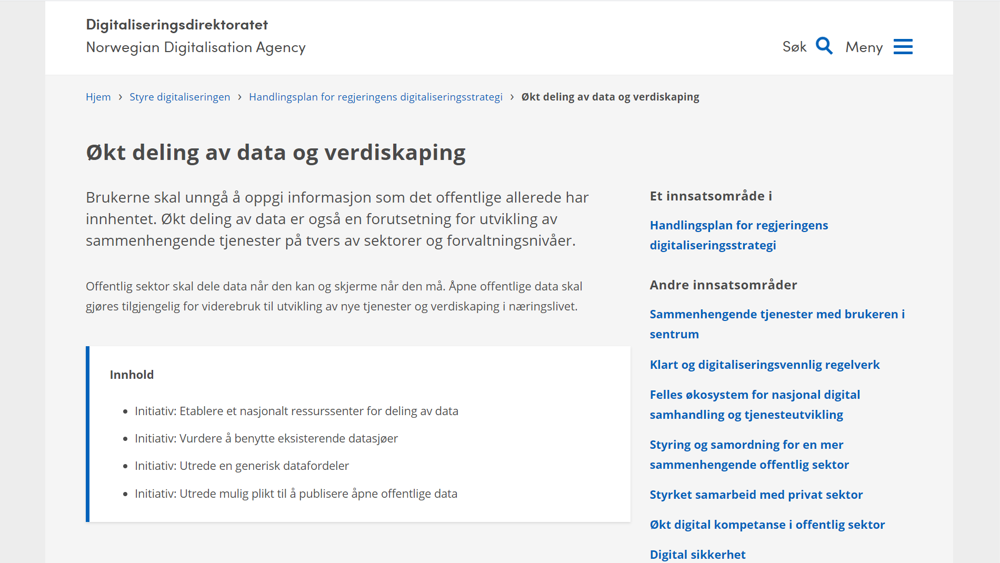 Digitaliseringsdirektoratet
Norwegian Digitalisation Agency
Søk
Meny
Hjem › Styre digitaliseringen › Handlingsplan for regjeringens digitaliseringsstrategi › Økt deling av data og verdiskaping
Økt deling av data og verdiskaping
Brukerne skal unngå å oppgi informasjon som det offentlige allerede har
innhentet. Økt deling av data er også en forutsetning for utvikling av
sammenhengende tjenester på tvers av sektorer og forvaltningsnivåer.
Offentlig sektor skal dele data når den kan og skjerme når den må. Åpne offentlige data skal
gjøres tilgjengelig for viderebruk til utvikling av nye tjenester og verdiskaping i næringslivet.
Innhold
• Initiativ: Etablere et nasjonalt ressurssenter for deling av data
• Initiativ: Vurdere å benytte eksisterende datasjøer
• Initiativ: Utrede en generisk datafordeler
• Initiativ: Utrede mulig plikt til å publisere åpne offentlige data
Et innsatsområde i
Handlingsplan for regjeringens
digitaliseringsstrategi
Andre innsatsområder
Sammenhengende tjenester med brukeren i
sentrum
Klart og digitaliseringsvennlig regelverk
Felles økosystem for nasjonal digital
samhandling og tjenesteutvikling
Styring og samordning for en mer
sammenhengende offentlig sektor
Styrket samarbeid med privat sektor
Økt digital kompetanse i offentlig sektor
Digital sikkerhet